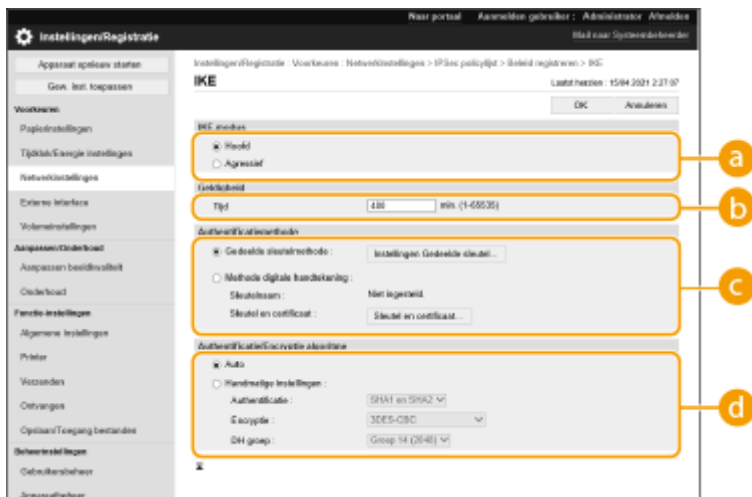 Naar portaal Aanmelden gebruiker : Administrator Afmelden
Instellingen/Registratie
Mail naar Systeembeheerder
Apparaat opnieuw starten
Gew. inst. toepassen
Voorkeuren
Papierinstellingen
Tijdklok/Energie instellingen
Netwerkinstellingen
Externe interface
Volumeinstellingen
Aanpassen/Onderhoud
Aanpassen beeldkwaliteit
Onderhoud
Functie-instellingen
Algemene instellingen
Printer
Verzenden
Ontvangen
Opslaan/Toegang bestanden
Beheerinstellingen
Gebruikersbeheer
Apparaatbeheer
Instellingen/Registratie : Voorkeuren : Netwerkinstellingen > IPSec policylijst > Beleid registreren > IKE
IKE
Laatst herzien : 15/04 2021 2:27:07
OK Annuleren
IKE modus
Hoofd
Agressief
a
Geldigheid
Tijd 480 min. (1-65535)
b
Authentificatiemethode
Gedeelde sleutelmethode : Instellingen Gedeelde sleutel...
Methode digitale handtekening :
Sleutelnaam : Niet ingesteld.
Sleutel en certificaat : Sleutel en certificaat...
c
Authentificatie/Encryptie algoritme
Auto
Handmatige instellingen :
Authentificatie : SHA1 en SHA2
Encryptie : 3DES-CBC
DH groep : Groep 14 (2048)
d